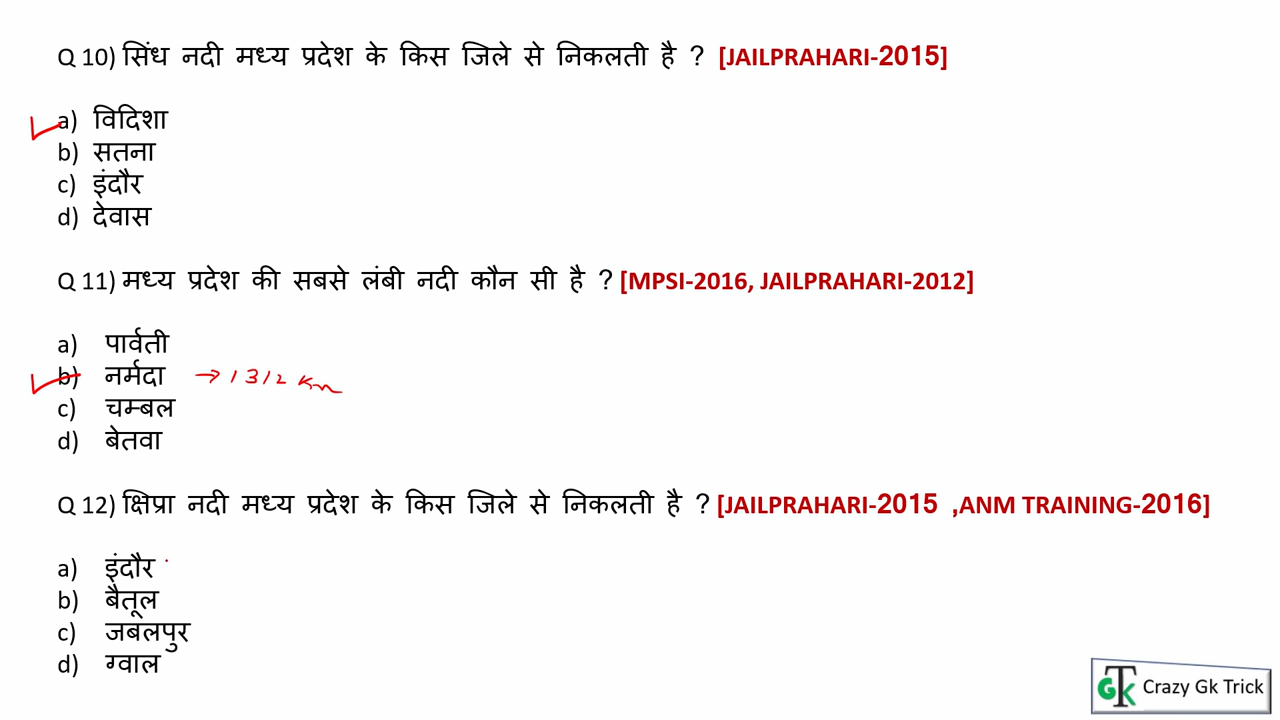 Q 10) सिंध नदी मध्य प्रदेश के किस जिले से निकलती है ? [JAILPRAHARI-2015]
a) विदिशा
b) सतना
c) इंदौर
d) देवास
Q 11) मध्य प्रदेश की सबसे लंबी नदी कौन सी है ? [MPSI-2016, JAILPRAHARI-2012]
a) पार्वती
b) नर्मदा → 1312 km
c) चम्बल
d) बेतवा
Q 12) क्षिप्रा नदी मध्य प्रदेश के किस जिले से निकलती है ? [JAILPRAHARI-2015 ,ANM TRAINING-2016]
a) इंदौर
b) बैतूल
c) जबलपुर
d) ग्वाल
GTK Crazy Gk Trick